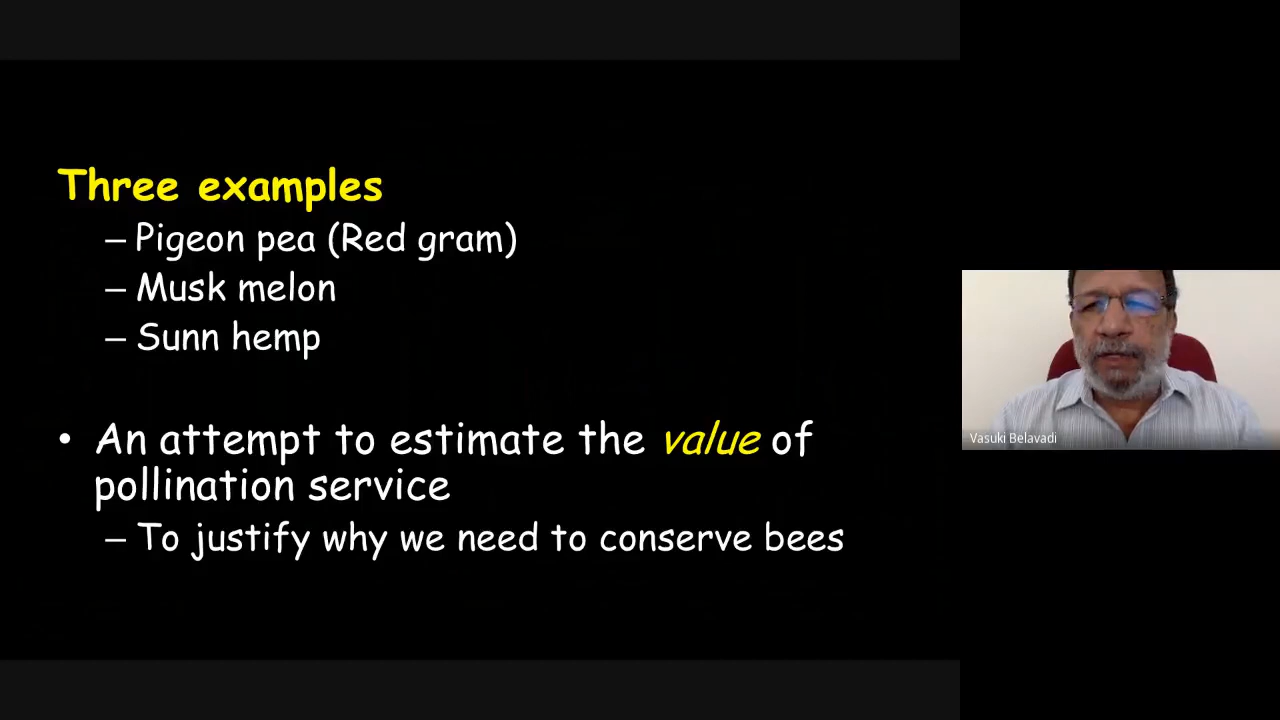 Three examples
– Pigeon pea (Red gram)
– Musk melon
– Sunn hemp
• An attempt to estimate the value of
pollination service
– To justify why we need to conserve bees
Vasuki Belavadi